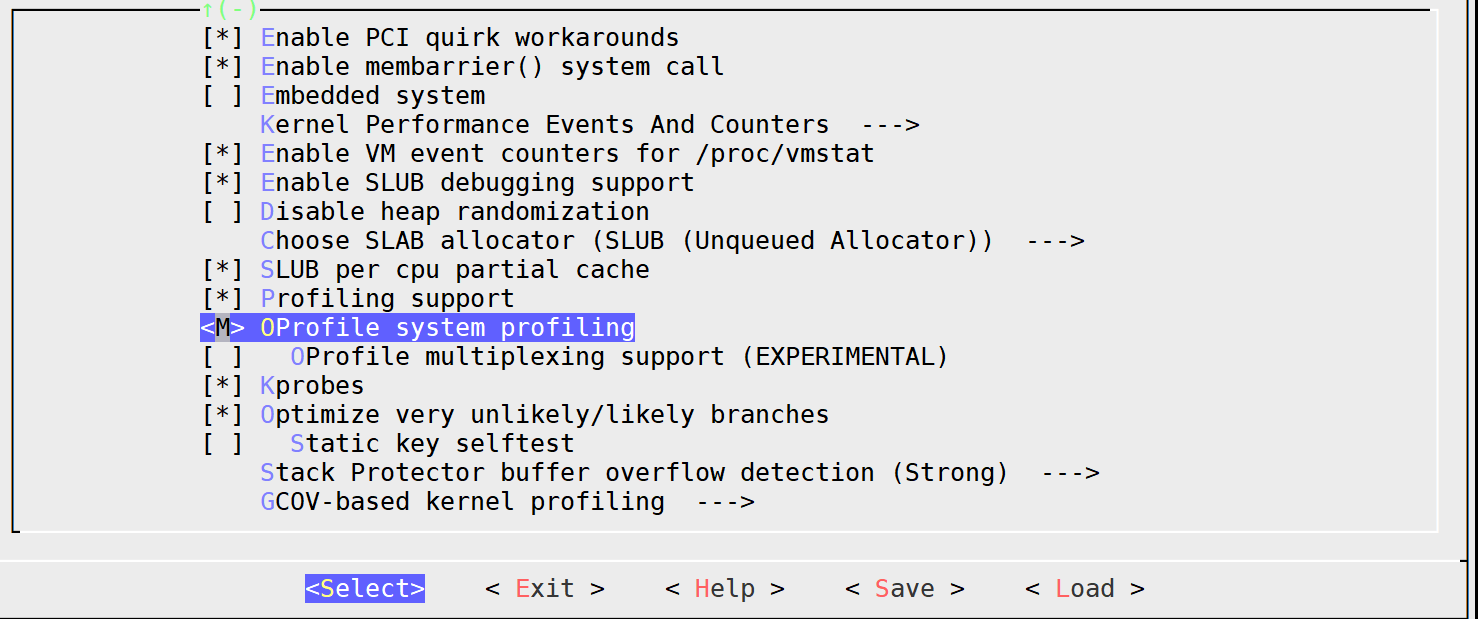 ↑(-)
[*] Enable PCI quirk workarounds
[*] Enable membarrier() system call
[ ] Embedded system
Kernel Performance Events And Counters  --->
[*] Enable VM event counters for /proc/vmstat
[*] Enable SLUB debugging support
[ ] Disable heap randomization
Choose SLAB allocator (SLUB (Unqueued Allocator))  --->
[*] SLUB per cpu partial cache
[*] Profiling support
<M> OProfile system profiling
[ ]   OProfile multiplexing support (EXPERIMENTAL)
[*] Kprobes
[*] Optimize very unlikely/likely branches
[ ]   Static key selftest
Stack Protector buffer overflow detection (Strong)  --->
GCOV-based kernel profiling  --->
<Select>    < Exit >    < Help >    < Save >    < Load >